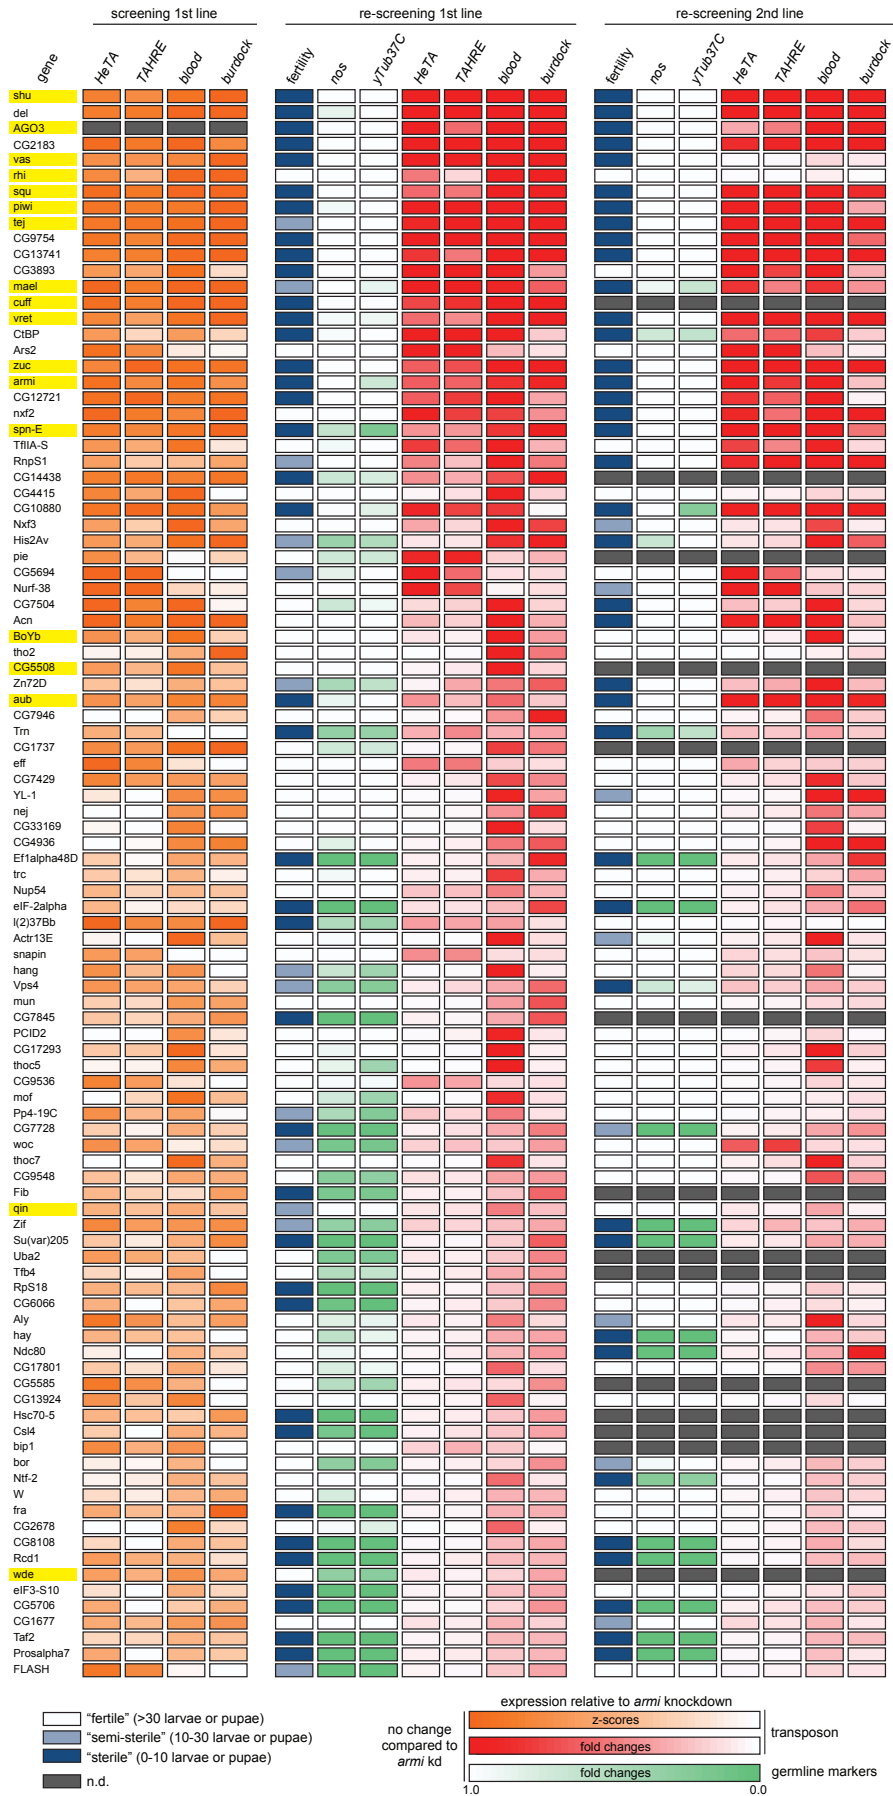 screening 1st line
re-screening 1st line
re-screening 2nd line
gene
HeTA
TAHRE
blood
burdock
fertility
nos
yTub37C
HeTA
TAHRE
blood
burdock
fertility
nos
yTub37C
HeTA
TAHRE
blood
burdock
shu
del
AGO3
CG2183
vas
rhi
squ
piwi
tej
CG9754
CG13741
CG3893
mael
cuff
vret
CtBP
Ars2
zuc
armi
CG12721
nxf2
spn-E
TfIIA-S
RnpS1
CG14438
CG4415
CG10880
Nxf3
His2Av
pie
CG5694
Nurf-38
CG7504
Acn
BoYb
tho2
CG5508
Zn72D
aub
CG7946
Trn
CG1737
eff
CG7429
YL-1
nej
CG33169
CG4936
Ef1alpha48D
trc
Nup54
eIF-2alpha
l(2)37Bb
Actr13E
snapin
hang
Vps4
mun
CG7845
PCID2
CG17293
thoc5
CG9536
mof
Pp4-19C
CG7728
woc
thoc7
CG9548
Fib
qin
Zif
Su(var)205
Uba2
Tfb4
RpS18
CG6066
Aly
hay
Ndc80
CG17801
CG5585
CG13924
Hsc70-5
Csl4
bip1
bor
Ntf-2
W
fra
CG2678
CG8108
Rcd1
wde
eIF3-S10
CG5706
CG1677
Taf2
Prosalpha7
FLASH
"fertile" (>30 larvae or pupae)
"semi-sterile" (10-30 larvae or pupae)
"sterile" (0-10 larvae or pupae)
n.d.
expression relative to armi knockdown
no change
compared to
armi kd
z-scores
fold changes
fold changes
transposon
germline markers
1.0
0.0